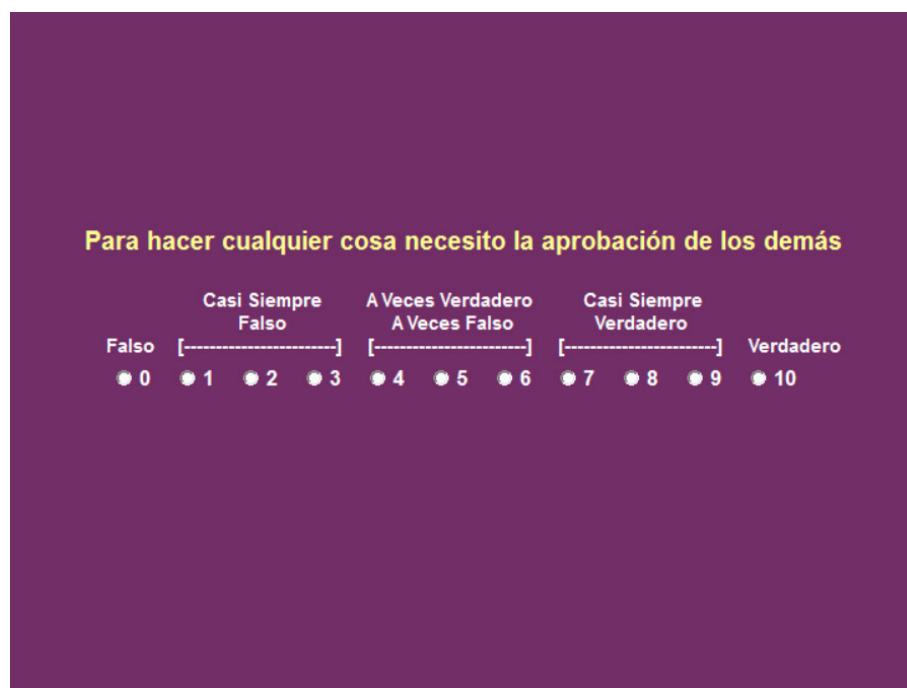 Para hacer cualquier cosa necesito la aprobación de los demás
Casi Siempre A Veces Verdadero Casi Siempre
Falso A Veces Falso Verdadero
Falso [-------------------------] [------------------------] [------------------------] Verdadero
0 1 2 3 4 5 6 7 8 9 10